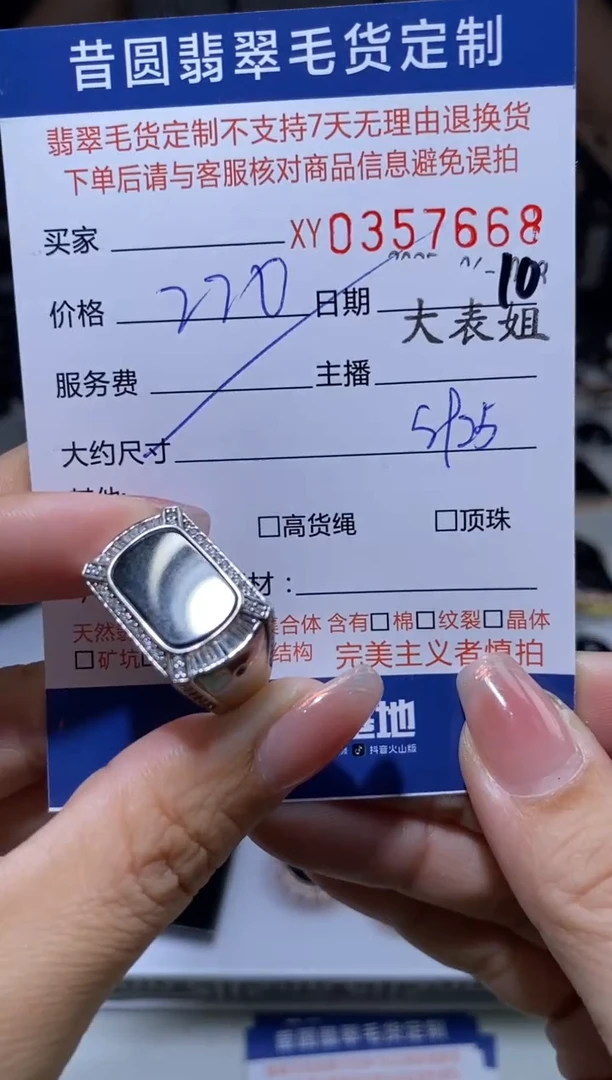 昔圆翡翠毛货定制
翡翠毛货定制不支持7天无理由退换货
下单后请与客服核对商品信息避免误拍
买家 XY0357668
价格 220 日期 10
大表姐
服务费 主播
大约尺寸
□高货绳 □顶珠
材：
天然 合体 含有□棉□纹裂□晶体
□矿坑 结构 完美主义者慎拍
地
抖音火山版
昔圆翡翠毛货定制